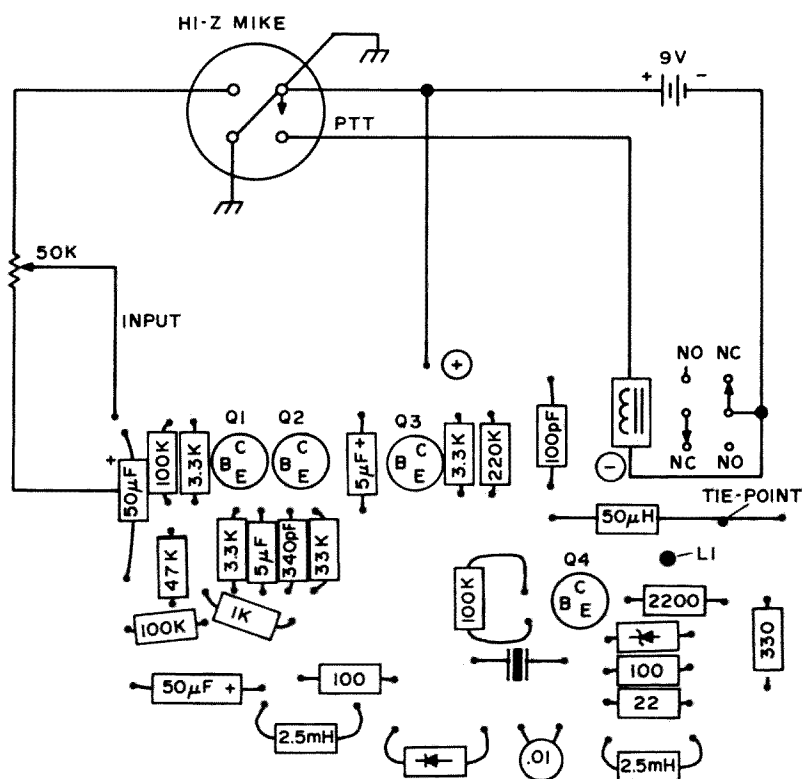 HI-Z MIKE
9V
+ -
PTT
50K
INPUT
+
NO NC
Q1 Q2 Q3
100pF
C B E
C B E
C B E
+
50µF
100K
3.3K
5µF+
3.3K
220K
-
NC NO
TIE-POINT
50µH
47K
3.3K
5µF
340pF
33K
Q4
L1
100K
C B E
2200
1K
100K
330
100
50µF +
100
22
2.5mH
.01
2.5mH